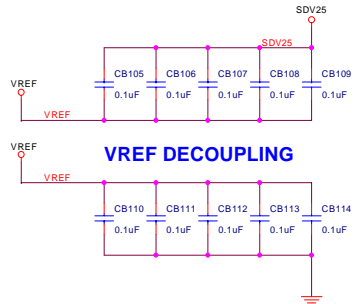 SDV25
SDV25
CB105 CB106 CB107 CB108 CB109
VREF
0.1uF 0.1uF 0.1uF 0.1uF 0.1uF
VREF
VREF
VREF DECOUPLING
VREF
CB110 CB111 CB112 CB113 CB114
0.1uF 0.1uF 0.1uF 0.1uF 0.1uF